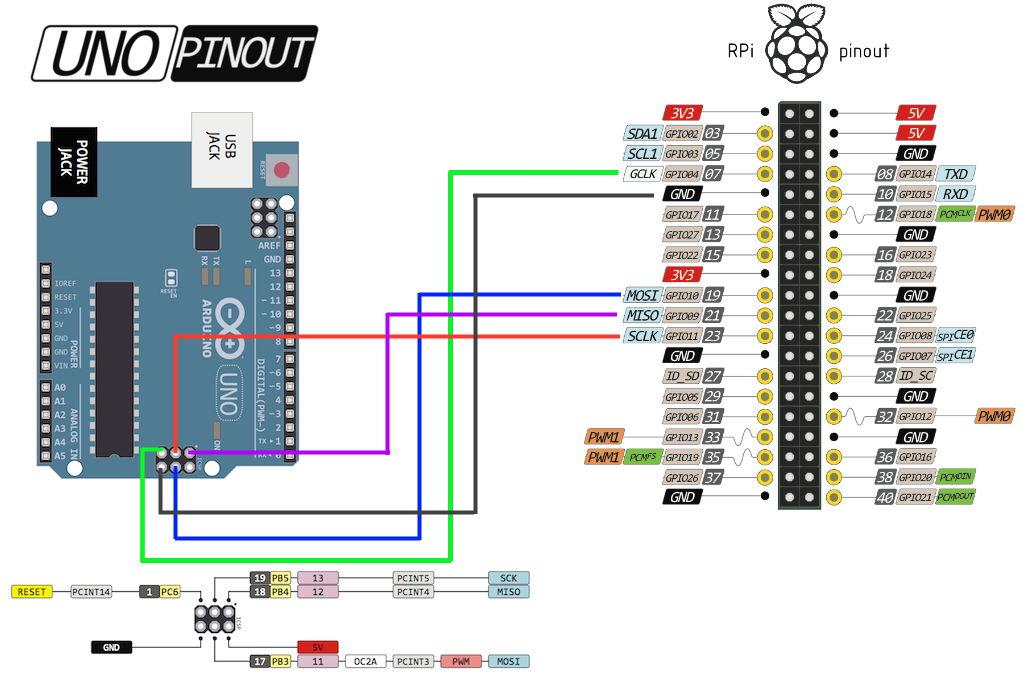 UNO PINOUT
RPi pinout
POWER JACK
USB JACK
RESET
AREF
GND
13
12
~11
~10
~9
8
7
~6
~5
4
~3
2
TX ▸ 1
RX ◂ 0
DIGITAL (PWM~)
L
TX
RX
RESET EN
ARDUINO
UNO
ON
ICSP
IOREF
RESET
3.3V
5V
GND
GND
VIN
POWER
A0
A1
A2
A3
A4
A5
ANALOG IN
3V3 5V
SDA1 GPIO02 03 5V
SCL1 GPIO03 05 GND
GCLK GPIO04 07 08 GPIO14 TXD
GND 10 GPIO15 RXD
GPIO17 11 12 GPIO18 PCMCLK PWM0
GPIO27 13 GND
GPIO22 15 16 GPIO23
3V3 18 GPIO24
MOSI GPIO10 19 GND
MISO GPIO09 21 22 GPIO25
SCLK GPIO11 23 24 GPIO08 SPICE0
GND 26 GPIO07 SPICE1
ID_SD 27 28 ID_SC
GPIO05 29 GND
GPIO06 31 32 GPIO12 PWM0
PWM1 GPIO13 33 GND
PWM1 PCMFS GPIO19 35 36 GPIO16
GPIO26 37 38 GPIO20 PCMDIN
GND 40 GPIO21 PCMDOUT
19 PB5 13 PCINT5 SCK
RESET PCINT14 1 PC6 18 PB4 12 PCINT4 MISO
ICSP
GND 5V
17 PB3 11 OC2A PCINT3 PWM MOSI